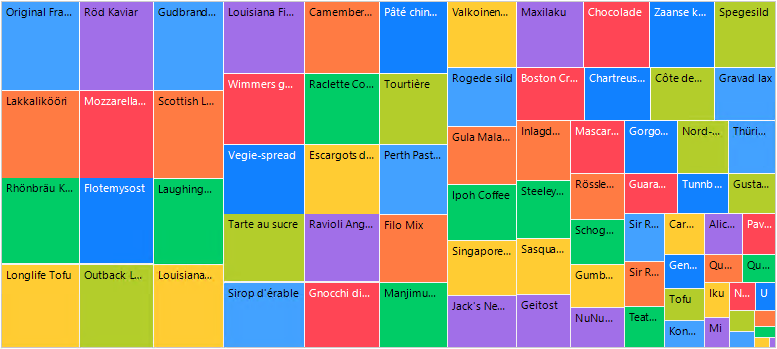 Original Fra...
Röd Kaviar
Gudbrand...
Louisiana Fi...
Camember...
Pâté chin...
Valkoinen...
Maxilaku
Chocolade
Zaanse k...
Spegesild
Lakkalikööri
Mozzarella...
Scottish L...
Wimmers g...
Raclette Co...
Tourtière
Rogede sild
Boston Cr...
Chartreus...
Côte de...
Gravad lax
Rhönbräu K...
Flotemysost
Laughing...
Vegie-spread
Escargots d...
Perth Past...
Gula Mala...
Inlagd...
Mascar...
Gorgo...
Nord-...
Thüri...
Longlife Tofu
Outback L...
Louisiana...
Tarte au sucre
Ravioli Ang...
Filo Mix
Ipoh Coffee
Steeley...
Rössle...
Guara...
Tunnb...
Gusta...
Sirop d'érable
Gnocchi di...
Manjimu...
Singapore...
Sasqua...
Schog...
Sir R...
Car...
Alic...
Pav...
Jack's Ne...
Geitost
Gumb...
Sir R...
Gen...
Qu...
Qu...
NuNu...
Teat...
Tofu
Iku
N...
U
Kon...
Mi